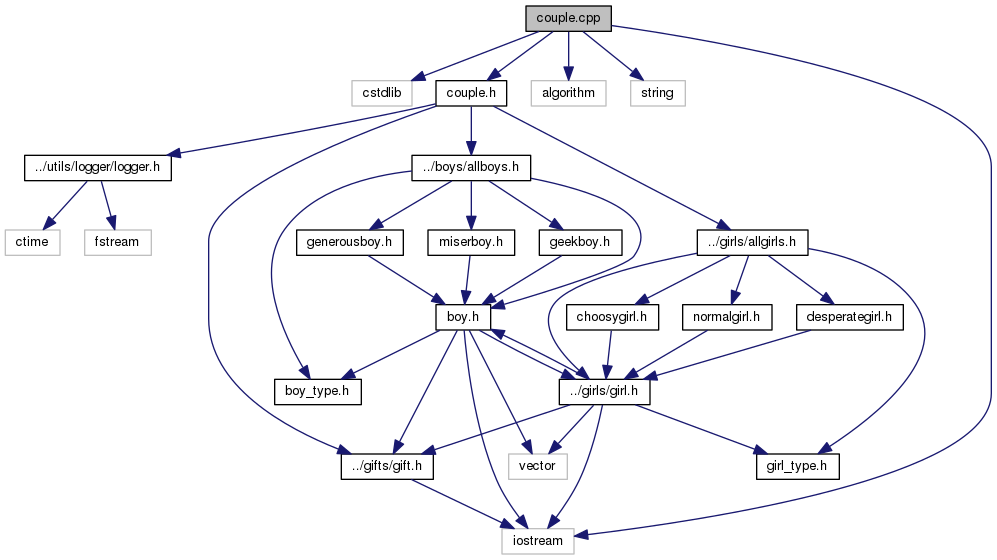 couple.cpp
cstdlib
couple.h
algorithm
string
../utils/logger/logger.h
../boys/allboys.h
ctime
fstream
generousboy.h
miserboy.h
geekboy.h
../girls/allgirls.h
boy.h
choosygirl.h
normalgirl.h
desperategirl.h
boy_type.h
../girls/girl.h
../gifts/gift.h
vector
girl_type.h
iostream